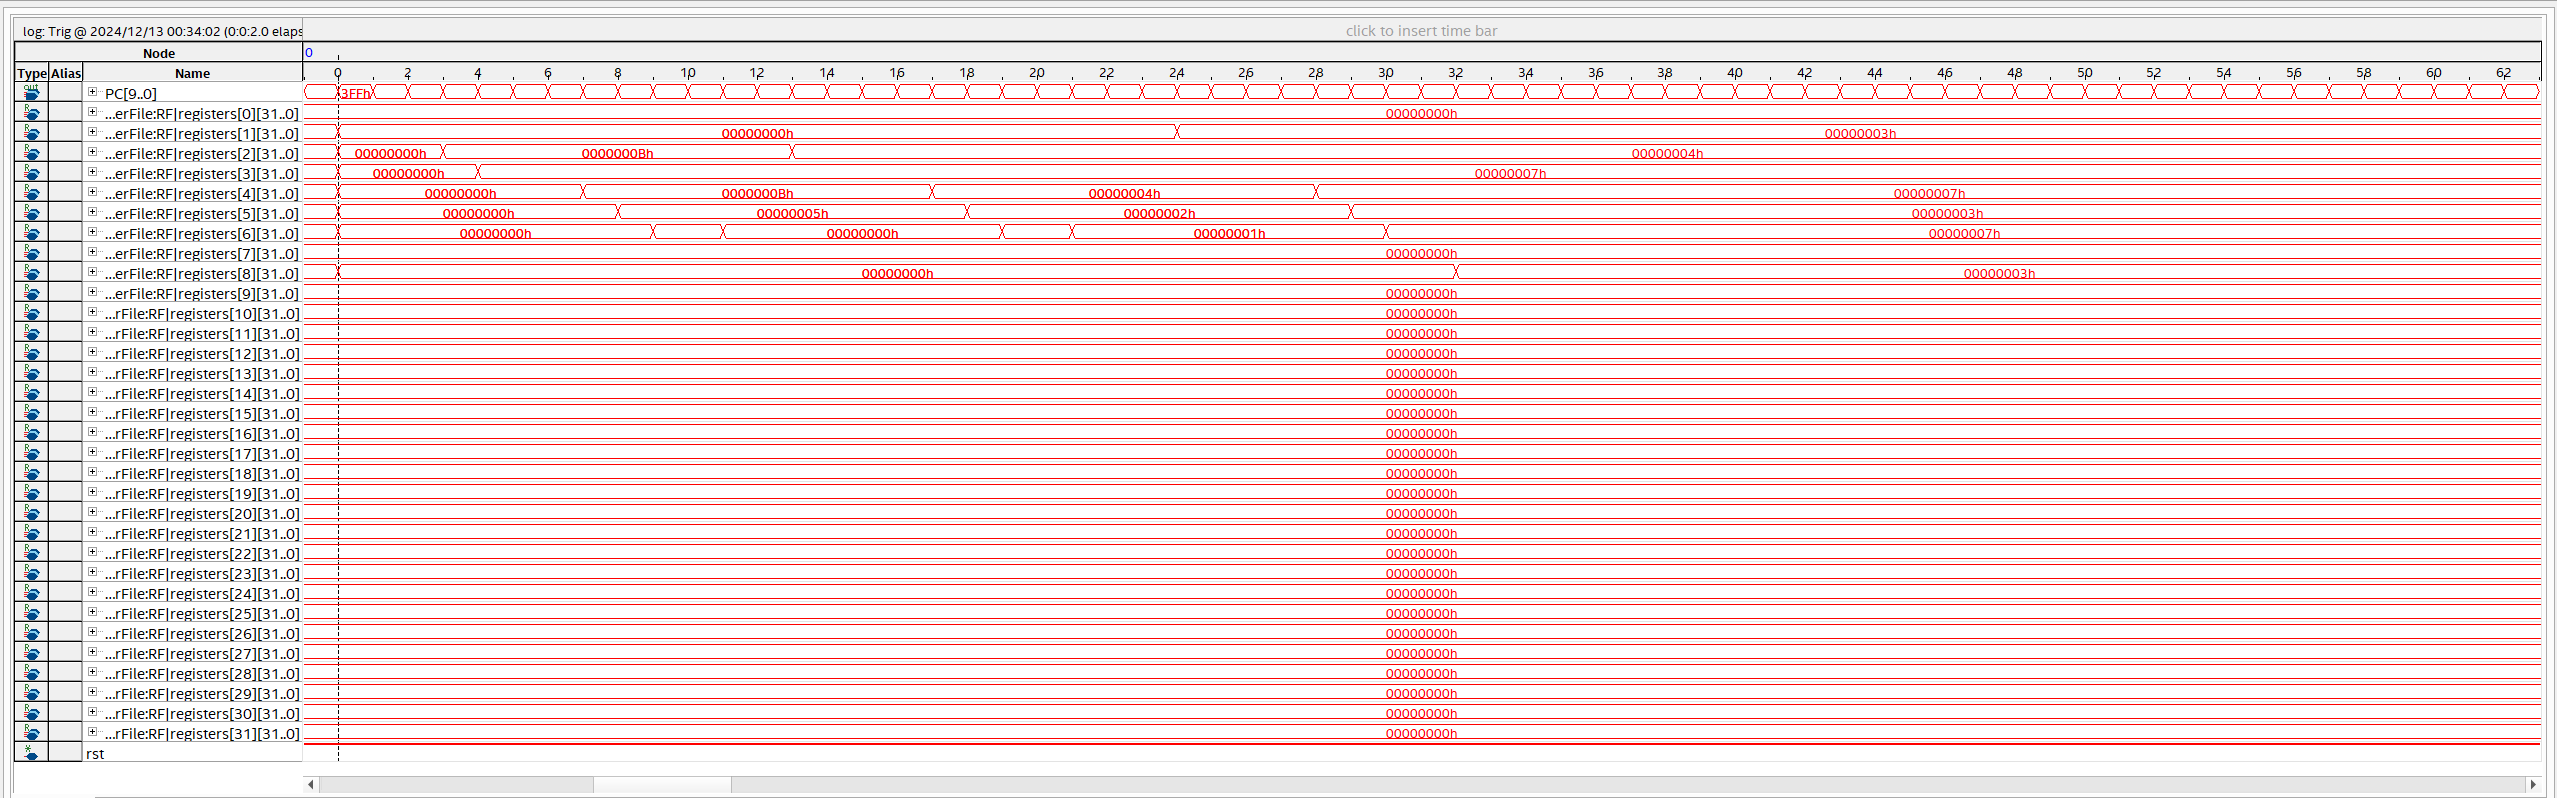 log: Trig @ 2024/12/13 00:34:02 (0:0:2.0 elaps click to insert time bar
Node 0
Type Alias Name 0 2 4 6 8 10 12 14 16 18 20 22 24 26 28 30 32 34 36 38 40 42 44 46 48 50 52 54 56 58 60 62
out PC[9..0] 3FFh
R ...erFile:RF|registers[0][31..0] 00000000h
R ...erFile:RF|registers[1][31..0] 00000000h 00000003h
R ...erFile:RF|registers[2][31..0] 00000000h 0000000Bh 00000004h
R ...erFile:RF|registers[3][31..0] 00000000h 00000007h
R ...erFile:RF|registers[4][31..0] 00000000h 0000000Bh 00000004h 00000007h
R ...erFile:RF|registers[5][31..0] 00000000h 00000005h 00000002h 00000003h
R ...erFile:RF|registers[6][31..0] 00000000h 00000000h 00000001h 00000007h
R ...erFile:RF|registers[7][31..0] 00000000h
R ...erFile:RF|registers[8][31..0] 00000000h 00000003h
R ...erFile:RF|registers[9][31..0] 00000000h
R ...rFile:RF|registers[10][31..0] 00000000h
R ...rFile:RF|registers[11][31..0] 00000000h
R ...rFile:RF|registers[12][31..0] 00000000h
R ...rFile:RF|registers[13][31..0] 00000000h
R ...rFile:RF|registers[14][31..0] 00000000h
R ...rFile:RF|registers[15][31..0] 00000000h
R ...rFile:RF|registers[16][31..0] 00000000h
R ...rFile:RF|registers[17][31..0] 00000000h
R ...rFile:RF|registers[18][31..0] 00000000h
R ...rFile:RF|registers[19][31..0] 00000000h
R ...rFile:RF|registers[20][31..0] 00000000h
R ...rFile:RF|registers[21][31..0] 00000000h
R ...rFile:RF|registers[22][31..0] 00000000h
R ...rFile:RF|registers[23][31..0] 00000000h
R ...rFile:RF|registers[24][31..0] 00000000h
R ...rFile:RF|registers[25][31..0] 00000000h
R ...rFile:RF|registers[26][31..0] 00000000h
R ...rFile:RF|registers[27][31..0] 00000000h
R ...rFile:RF|registers[28][31..0] 00000000h
R ...rFile:RF|registers[29][31..0] 00000000h
R ...rFile:RF|registers[30][31..0] 00000000h
R ...rFile:RF|registers[31][31..0] 00000000h
* rst